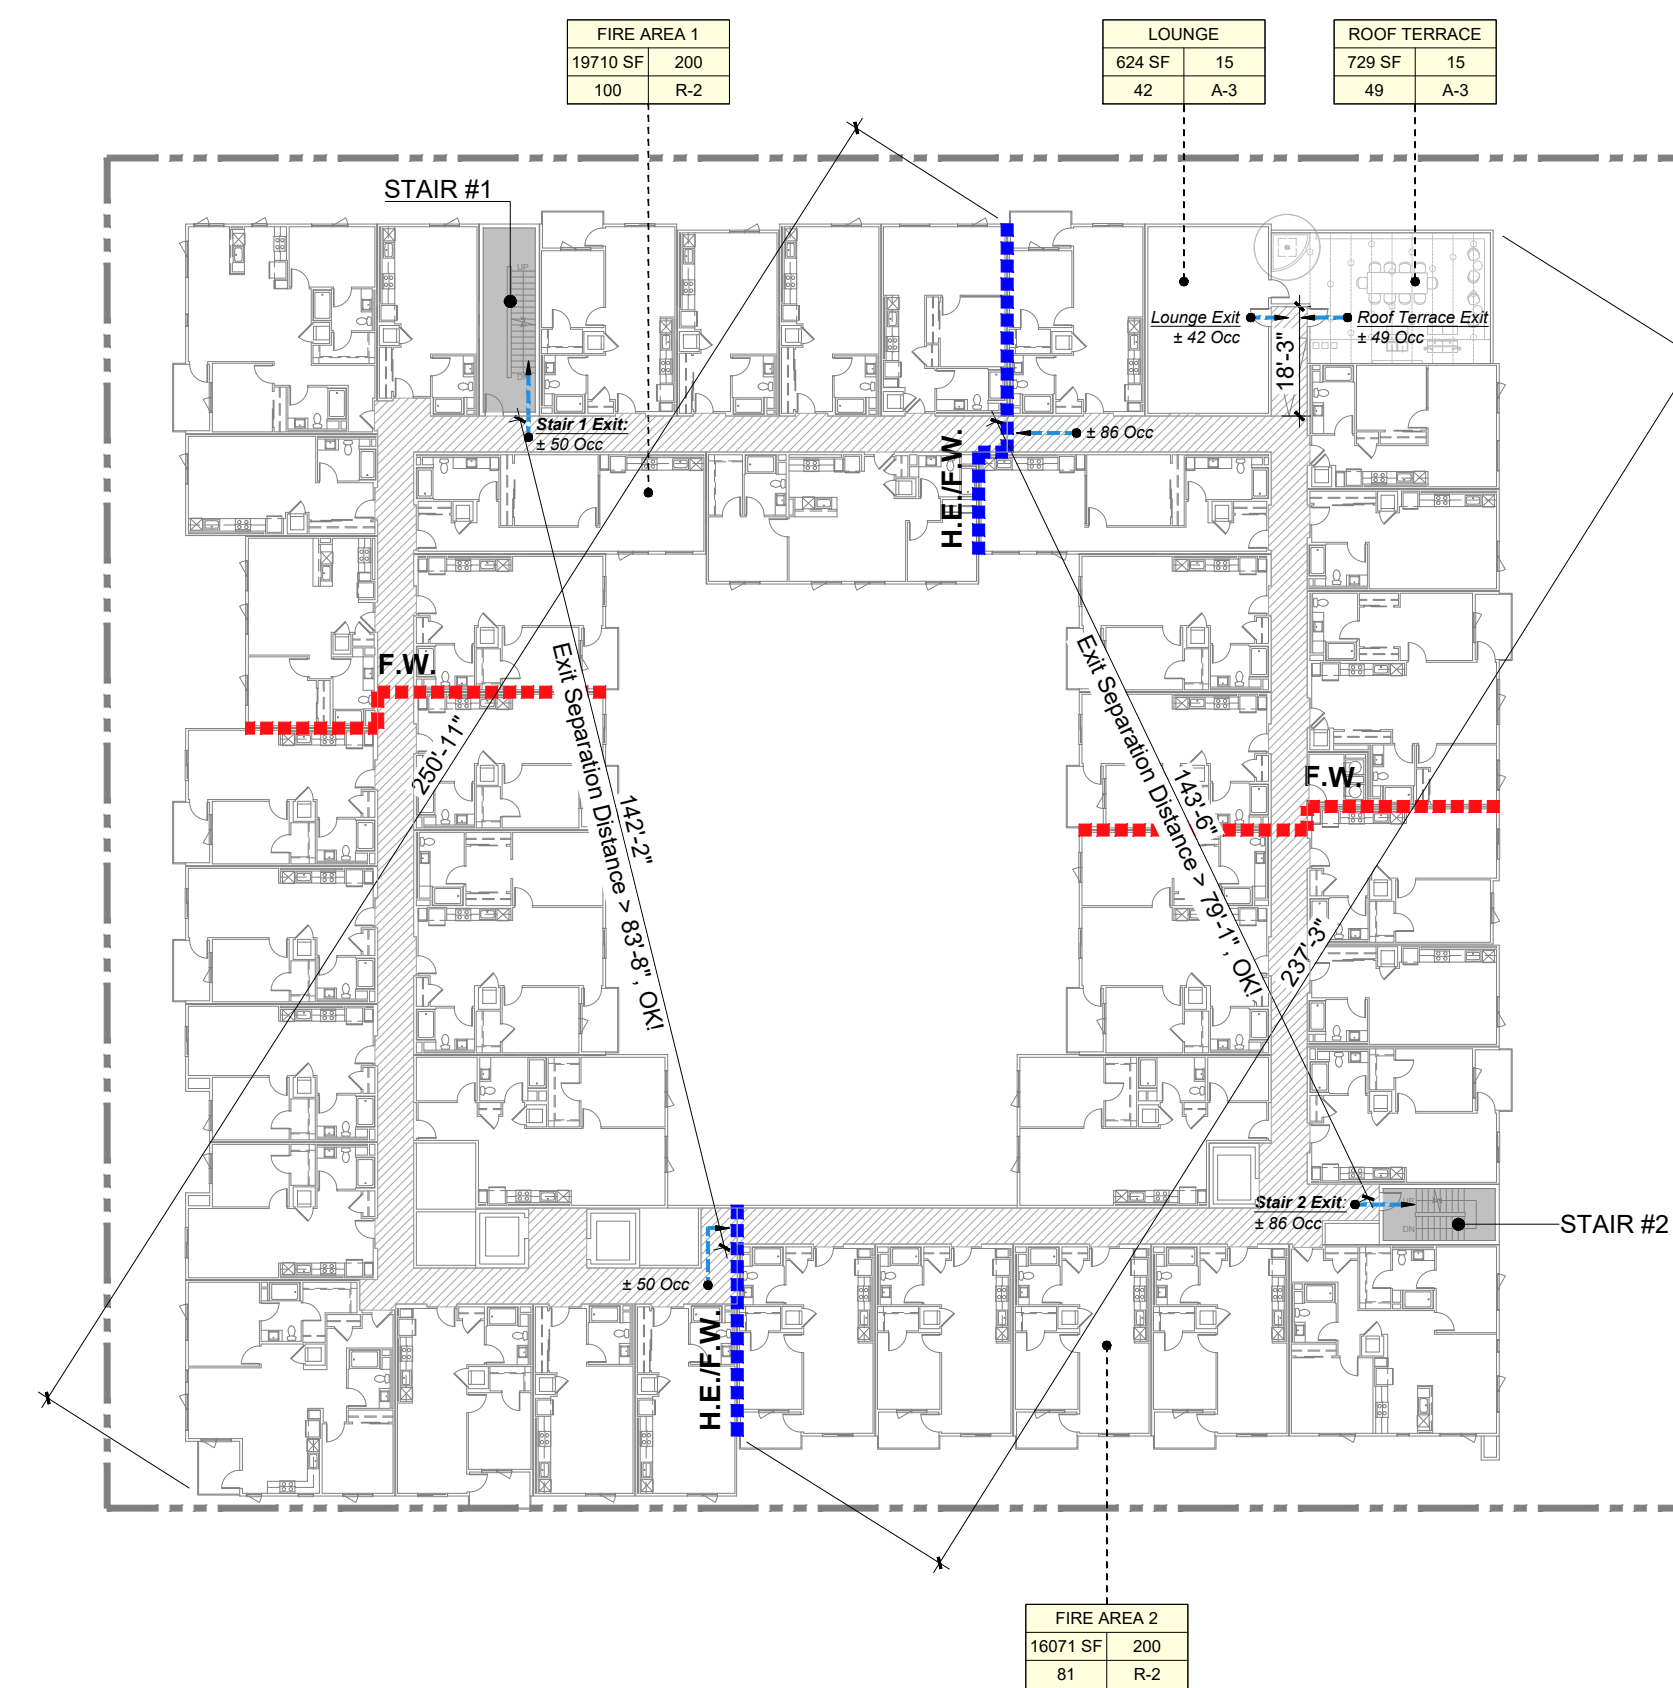 FIRE AREA 1
19710 SF 200
100 R-2
LOUNGE
624 SF 15
42 A-3
ROOF TERRACE
729 SF 15
49 A-3
STAIR #1
UP
DN
Lounge Exit
± 42 Occ
Roof Terrace Exit
± 49 Occ
18'-3"
Stair 1 Exit:
± 50 Occ
± 86 Occ
H.E./F.W.
F.W.
F.W.
250'-11"
142'-2"
Exit Separation Distance > 83'-8", OK!
143'-6"
Exit Separation Distance > 79'-1", OK!
237'-3"
Stair 2 Exit:
± 86 Occ
UP
DN
STAIR #2
± 50 Occ
H.E./F.W.
FIRE AREA 2
16071 SF 200
81 R-2